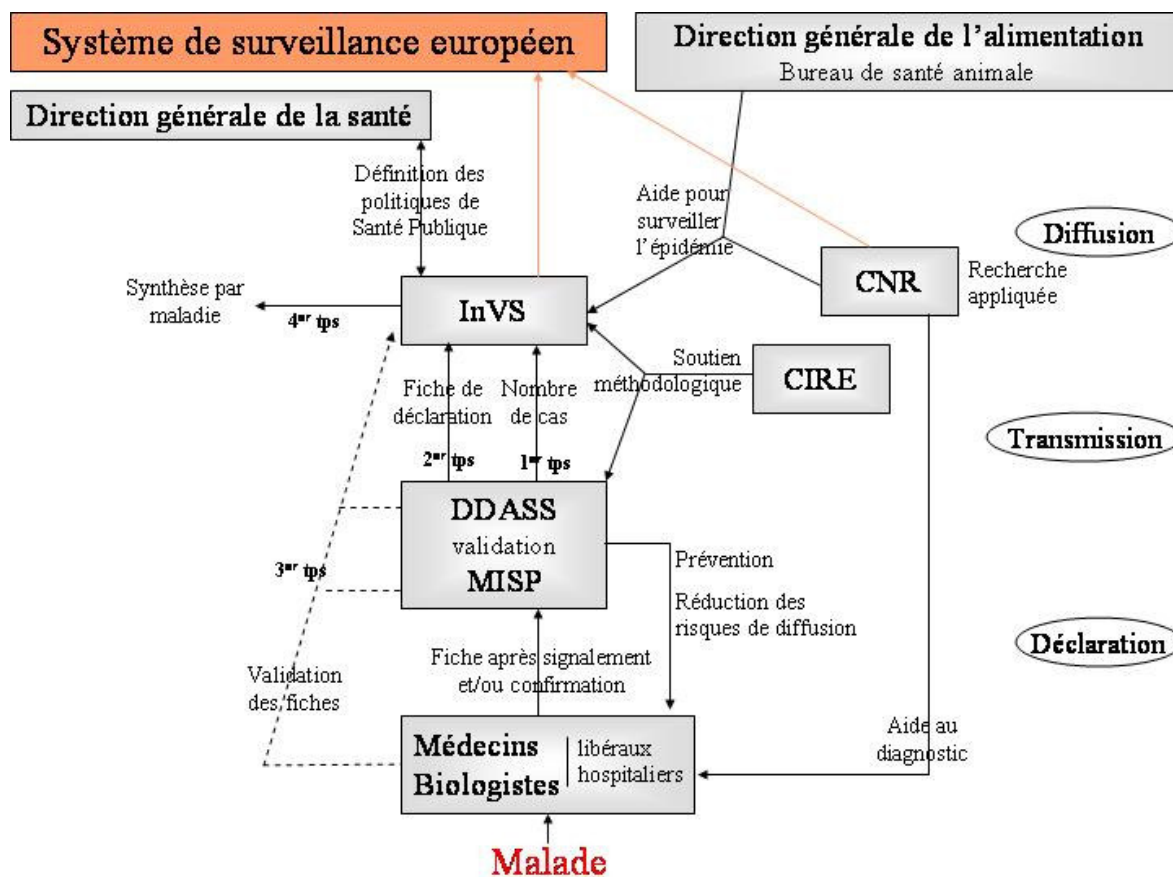 Système de surveillance européen
Direction générale de l'alimentation
Bureau de santé animale
Direction générale de la santé
Définition des
politiques de
Santé Publique
Aide pour
surveiller
l'épidémie
Diffusion
CNR
Recherche
appliquée
Synthèse par
maladie
4ᵉʳ tps
InVS
Soutien
méthodologique
CIRE
Fiche de
déclaration
Nombre
de cas
Transmission
2ᵉʳ tps
1ᵉʳ tps
DDASS
validation
MISP
3ᵉʳ tps
Prévention
Réduction des
risques de diffusion
Déclaration
Fiche après signalement
et/ou confirmation
Validation
des fiches
Médecins
Biologistes
libéraux
hospitaliers
Aide au
diagnostic
Malade